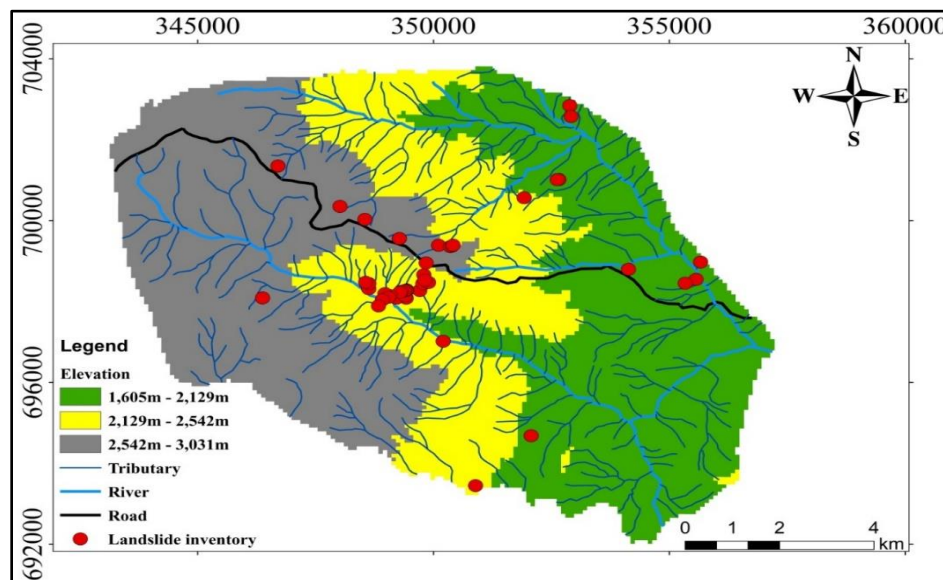 345000 350000 355000 360000
704000
700000
696000
692000
N
W E
S
Legend
Elevation
1,605m - 2,129m
2,129m - 2,542m
2,542m - 3,031m
Tributary
River
Road
Landslide inventory
0 1 2 4
km